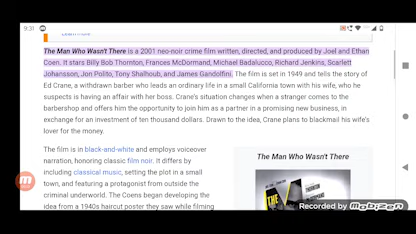 9:31
Learn more
The Man Who Wasn't There is a 2001 neo-noir crime film written, directed, and produced by Joel and Ethan
Coen. It stars Billy Bob Thornton, Frances McDormand, Michael Badalucco, Richard Jenkins, Scarlett
Johansson, Jon Polito, Tony Shalhoub, and James Gandolfini. The film is set in 1949 and tells the story of
Ed Crane, a withdrawn barber who leads an ordinary life in a small California town with his wife, who he
suspects is having an affair with her boss. Crane's situation changes when a stranger comes to the
barbershop and offers him the opportunity to join him as a partner in a promising new business, in
exchange for an investment of ten thousand dollars. Drawn to the idea, Crane plans to blackmail his wife's
lover for the money.
The film is in black-and-white and employs voiceover
narration, honoring classic film noir. It differs by
including classical music, setting the plot in a small
town, and featuring a protagonist from outside the
criminal underworld. The Coens began developing the
idea from a 1940s haircut poster they saw while filming
The Man Who Wasn't There
Recorded by MOBIZEN